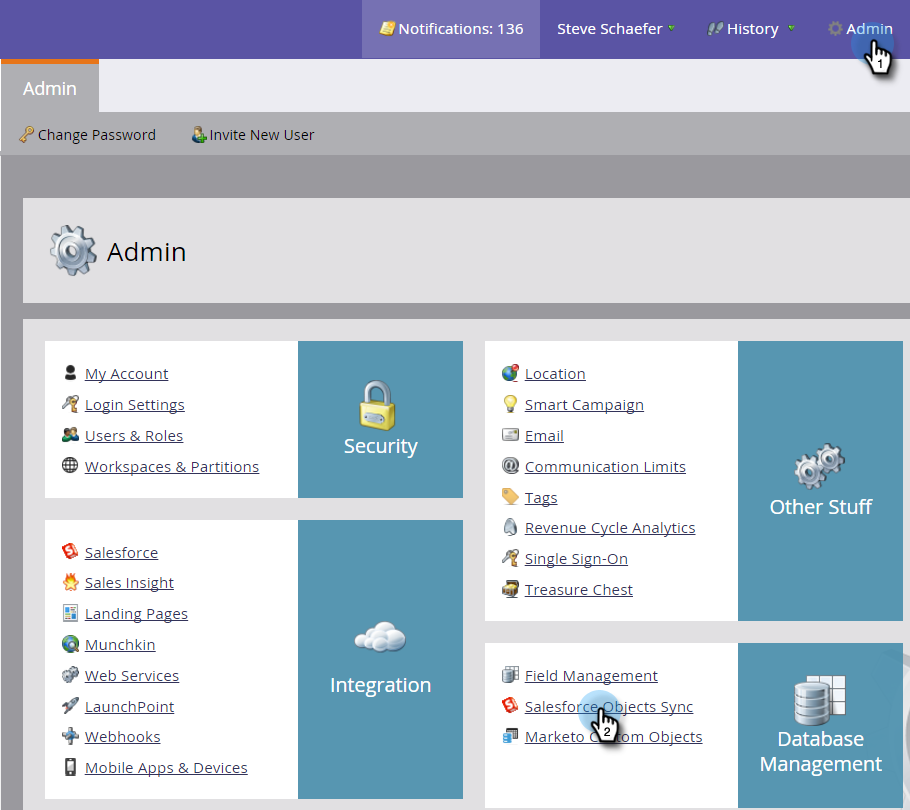 Notifications: 136 Steve Schaefer History Admin
1
Admin
Change Password Invite New User
Admin
My Account
Login Settings
Users & Roles
Workspaces & Partitions
Security
Location
Smart Campaign
Email
Communication Limits
Tags
Revenue Cycle Analytics
Single Sign-On
Treasure Chest
Other Stuff
Salesforce
Sales Insight
Landing Pages
Munchkin
Web Services
LaunchPoint
Webhooks
Mobile Apps & Devices
Integration
Field Management
Salesforce Objects Sync
2
Marketo Custom Objects
Database
Management